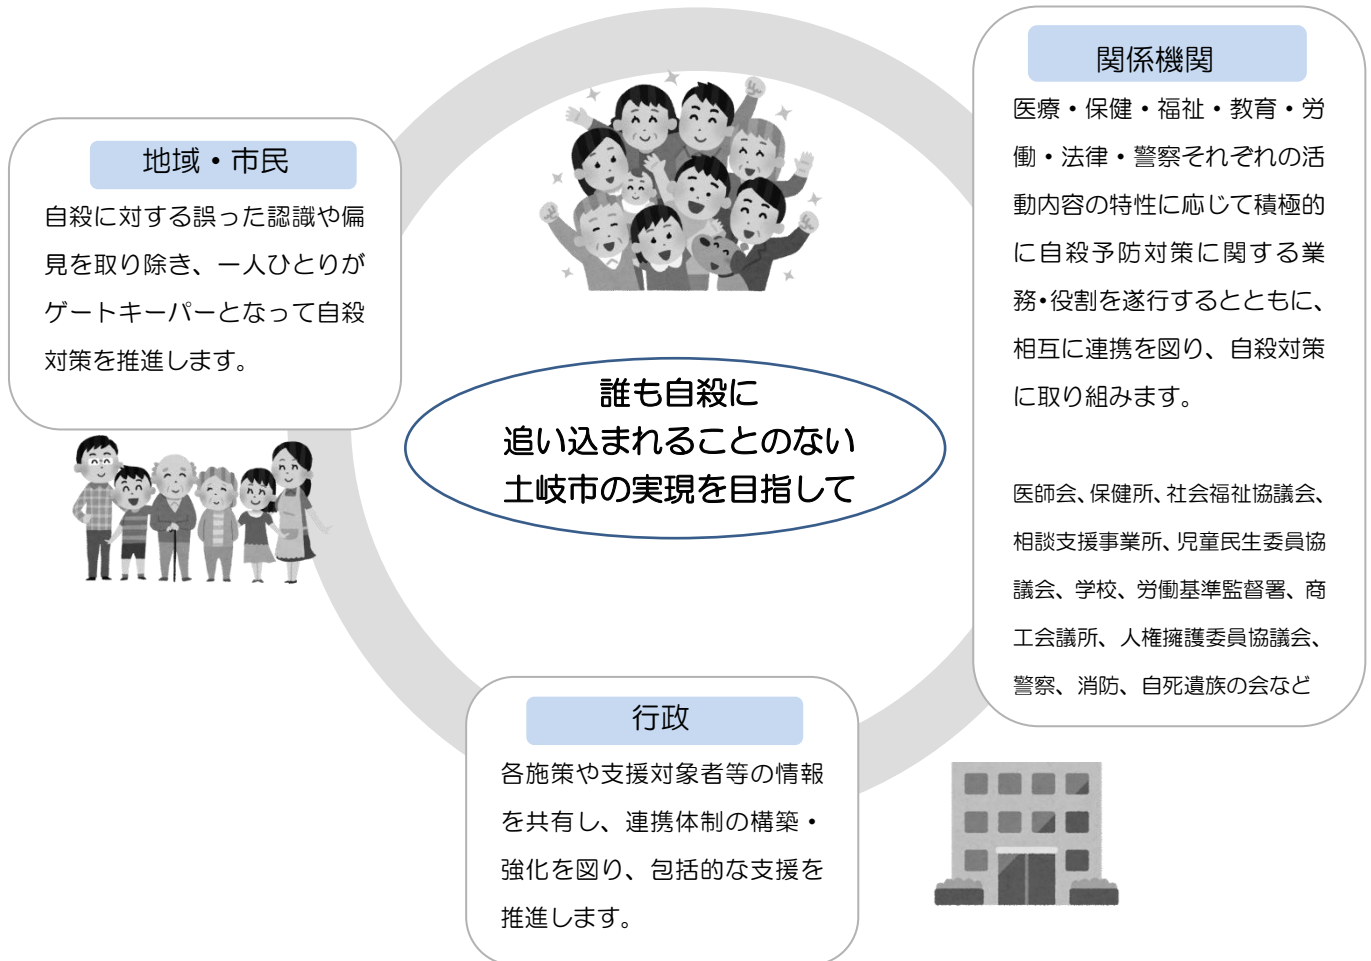 地域・市民
自殺に対する誤った認識や偏
見を取り除き、一人ひとりが
ゲートキーパーとなって自殺
対策を推進します。
関係機関
医療・保健・福祉・教育・労
働・法律・警察それぞれの活
動内容の特性に応じて積極的
に自殺予防対策に関する業
務・役割を遂行するとともに、
相互に連携を図り、自殺対策
に取り組みます。
医師会、保健所、社会福祉協議会、
相談支援事業所、児童民生委員協
議会、学校、労働基準監督署、商
工会議所、人権擁護委員協議会、
警察、消防、自死遺族の会など
誰も自殺に
追い込まれることのない
土岐市の実現を目指して
行政
各施策や支援対象者等の情報
を共有し、連携体制の構築・
強化を図り、包括的な支援を
推進します。